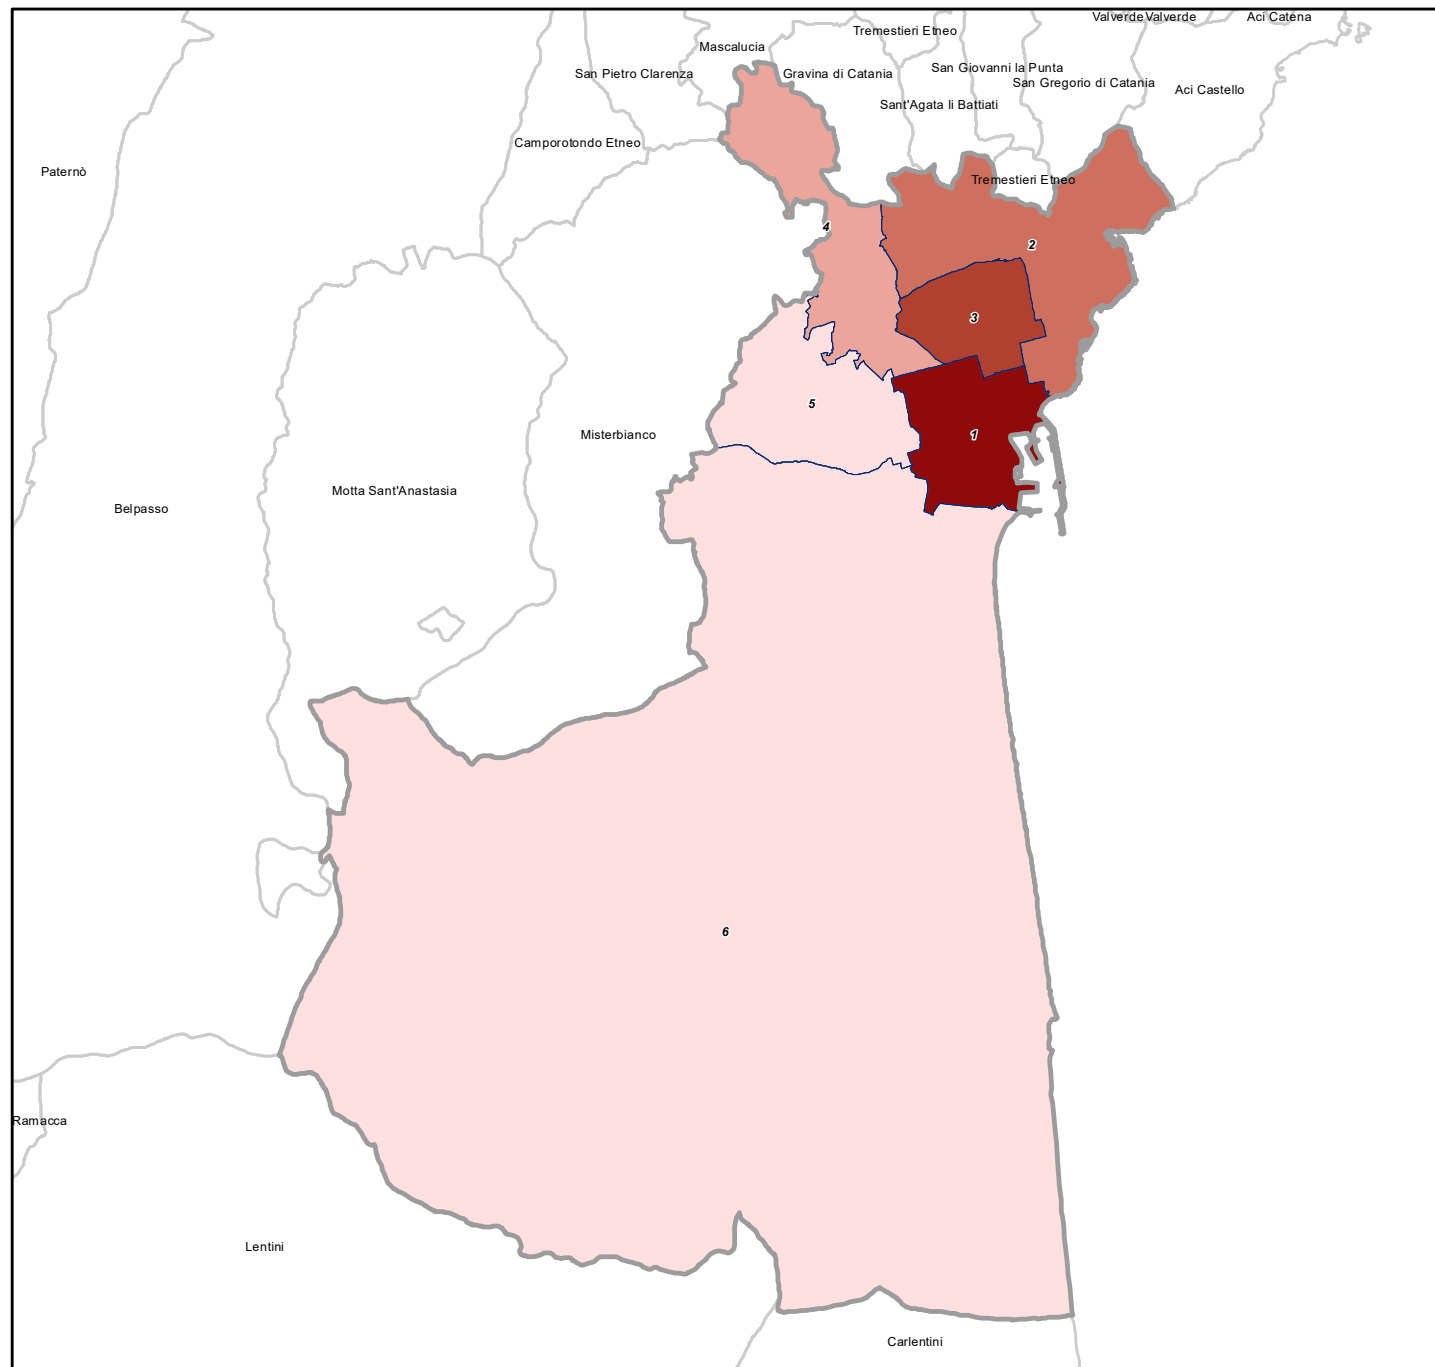 Valverde Valverde
Aci Catena
Tremestieri Etneo
Mascalucia
San Pietro Clarenza
Gravina di Catania
San Giovanni la Punta
San Gregorio di Catania
Aci Castello
Sant'Agata li Battiati
Camporotondo Etneo
Paternò
Tremestieri Etneo
4
2
3
5
1
Misterbianco
Motta Sant'Anastasia
Belpasso
6
Ramacca
Lentini
Carlentini